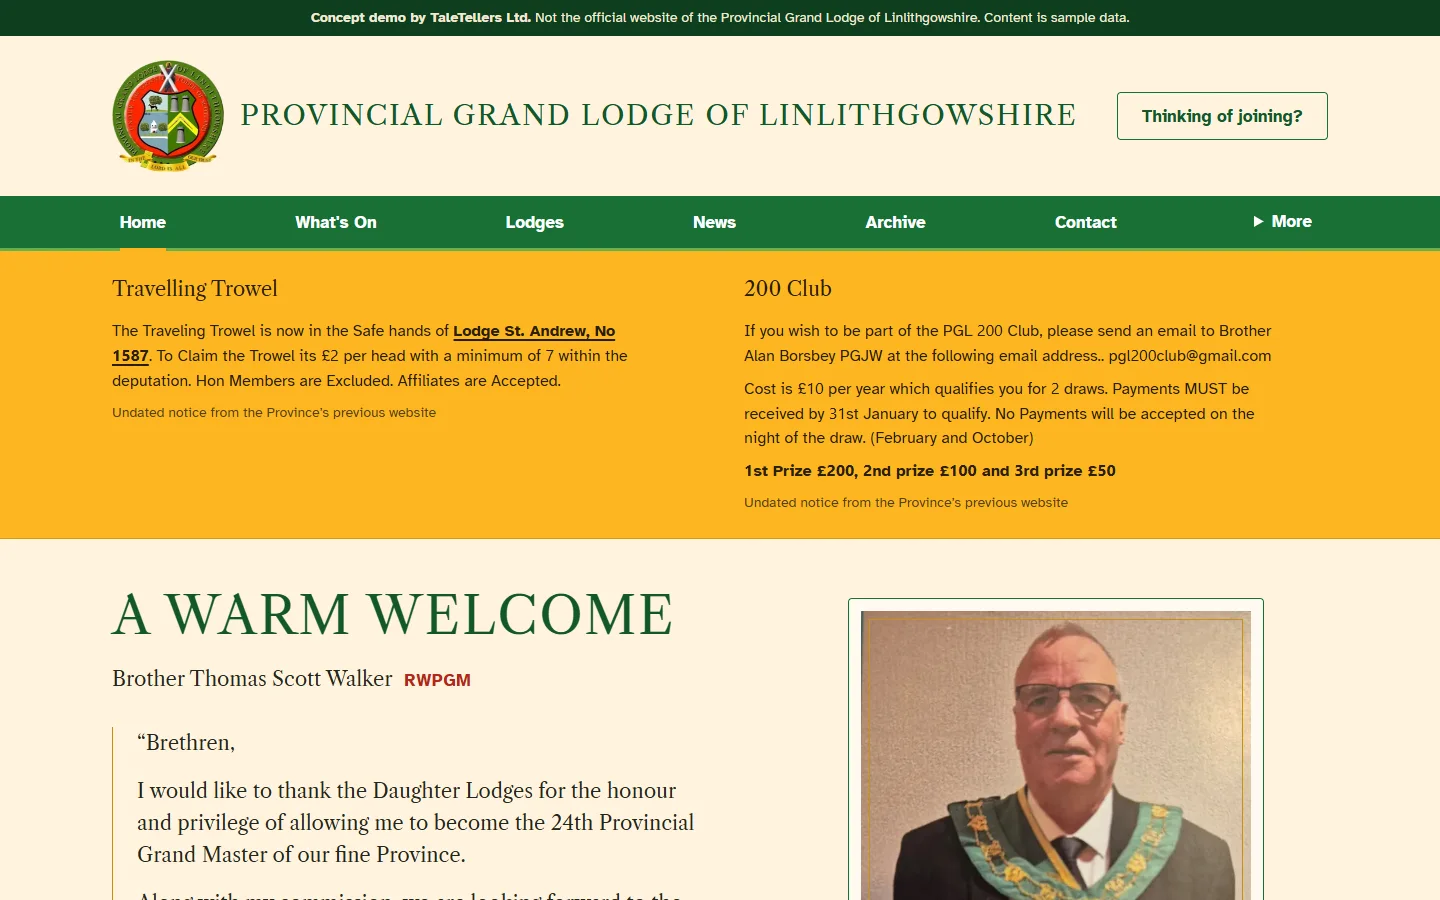 Concept demo by TaleTellers Ltd. Not the official website of the Provincial Grand Lodge of Linlithgowshire. Content is sample data.
PROVINCIAL GRAND LODGE OF LINLITHGOWSHIRE
Thinking of joining?
Home
What's On
Lodges
News
Archive
Contact
More
Travelling Trowel
The Traveling Trowel is now in the Safe hands of Lodge St. Andrew, No
1587. To Claim the Trowel its £2 per head with a minimum of 7 within the
deputation. Hon Members are Excluded. Affiliates are Accepted.
Undated notice from the Province's previous website
200 Club
If you wish to be part of the PGL 200 Club, please send an email to Brother
Alan Borsbey PGJW at the following email address.. pgl200club@gmail.com
Cost is £10 per year which qualifies you for 2 draws. Payments MUST be
received by 31st January to qualify. No Payments will be accepted on the
night of the draw. (February and October)
1st Prize £200, 2nd prize £100 and 3rd prize £50
Undated notice from the Province's previous website
A WARM WELCOME
Brother Thomas Scott Walker RWPGM
“Brethren,
I would like to thank the Daughter Lodges for the honour
and privilege of allowing me to become the 24th Provincial
Grand Master of our fine Province.
Along with my commission, we are looking forward to the